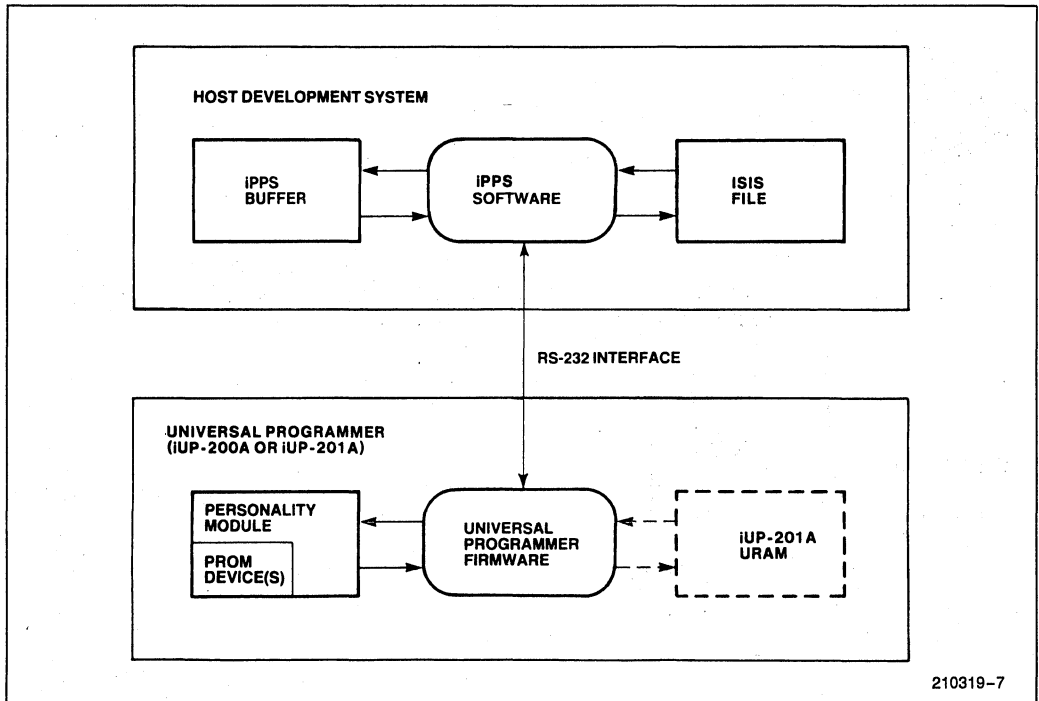 HOST DEVELOPMENT SYSTEM
iPPS
BUFFER
iPPS
SOFTWARE
ISIS
FILE
RS-232 INTERFACE
UNIVERSAL PROGRAMMER
(iUP-200A OR iUP-201A)
PERSONALITY
MODULE
PROM
DEVICE(S)
UNIVERSAL
PROGRAMMER
FIRMWARE
iUP-201A
URAM
210319-7